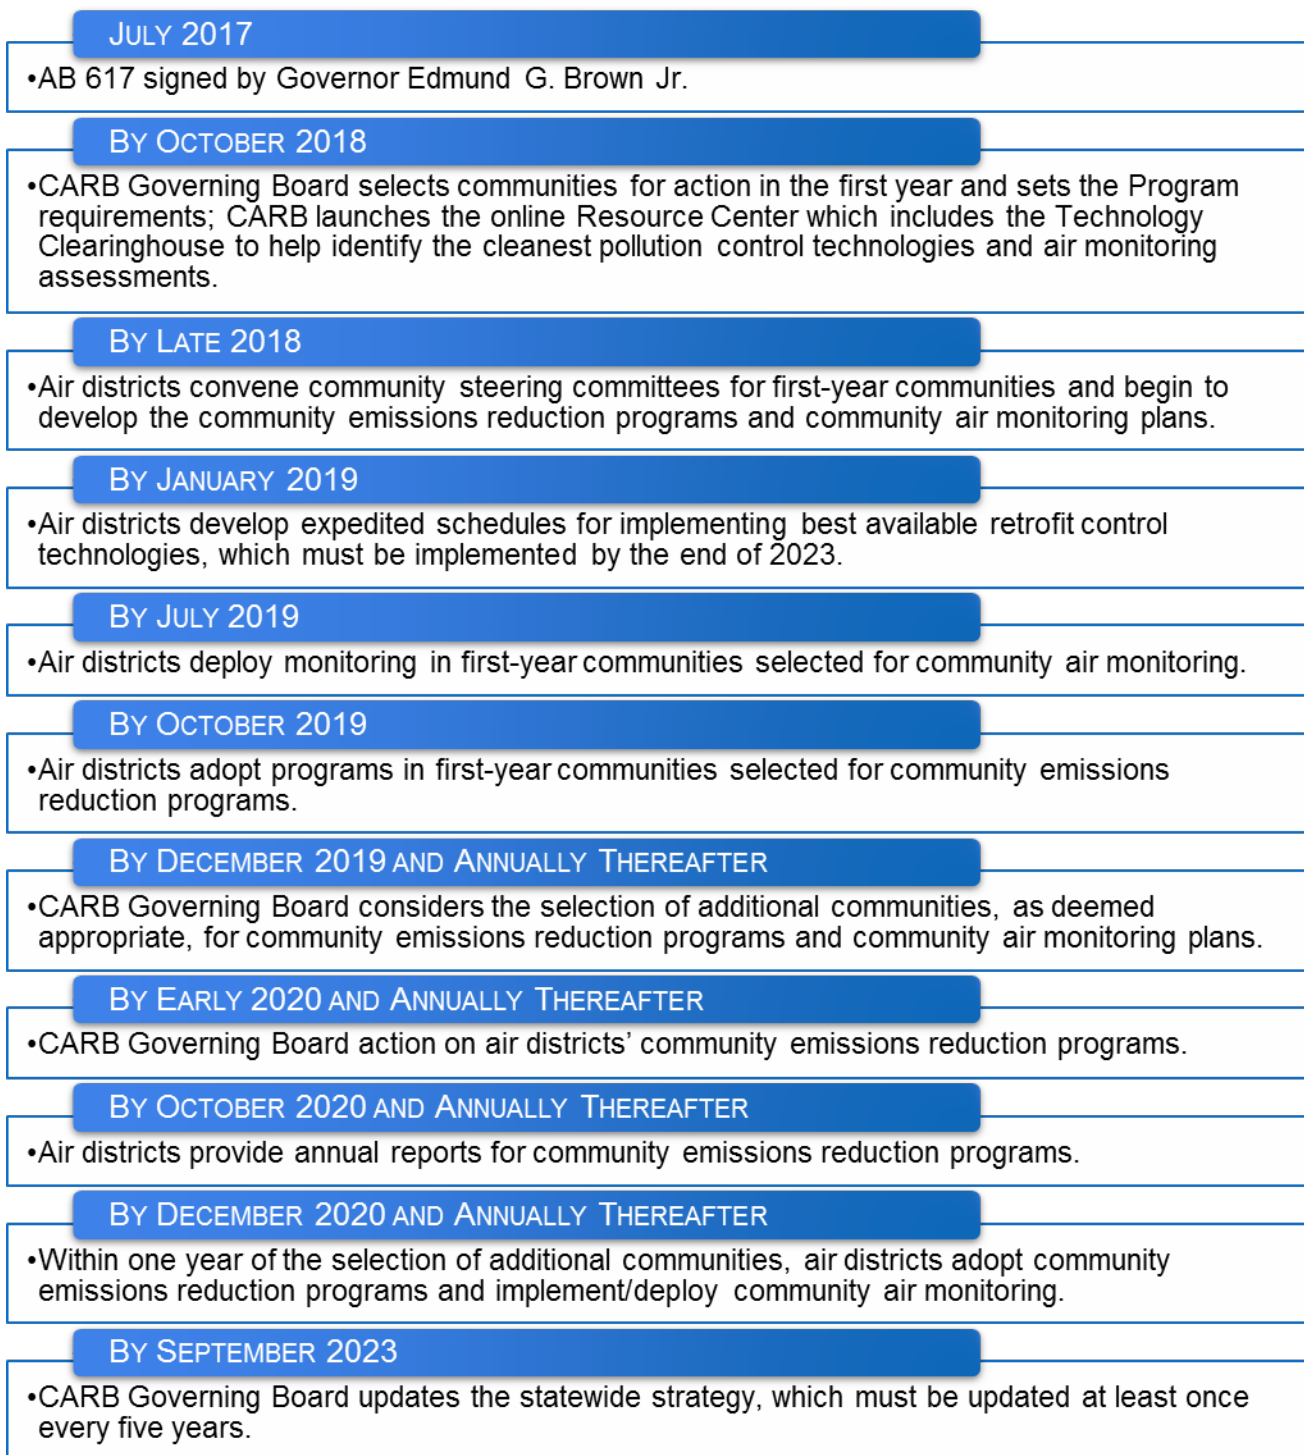 JULY 2017
•AB 617 signed by Governor Edmund G. Brown Jr.
BY OCTOBER 2018
•CARB Governing Board selects communities for action in the first year and sets the Program
requirements; CARB launches the online Resource Center which includes the Technology
Clearinghouse to help identify the cleanest pollution control technologies and air monitoring
assessments.
BY LATE 2018
•Air districts convene community steering committees for first-year communities and begin to
develop the community emissions reduction programs and community air monitoring plans.
BY JANUARY 2019
•Air districts develop expedited schedules for implementing best available retrofit control
technologies, which must be implemented by the end of 2023.
BY JULY 2019
•Air districts deploy monitoring in first-year communities selected for community air monitoring.
BY OCTOBER 2019
•Air districts adopt programs in first-year communities selected for community emissions
reduction programs.
BY DECEMBER 2019 AND ANNUALLY THEREAFTER
•CARB Governing Board considers the selection of additional communities, as deemed
appropriate, for community emissions reduction programs and community air monitoring plans.
BY EARLY 2020 AND ANNUALLY THEREAFTER
•CARB Governing Board action on air districts’ community emissions reduction programs.
BY OCTOBER 2020 AND ANNUALLY THEREAFTER
•Air districts provide annual reports for community emissions reduction programs.
BY DECEMBER 2020 AND ANNUALLY THEREAFTER
•Within one year of the selection of additional communities, air districts adopt community
emissions reduction programs and implement/deploy community air monitoring.
BY SEPTEMBER 2023
•CARB Governing Board updates the statewide strategy, which must be updated at least once
every five years.